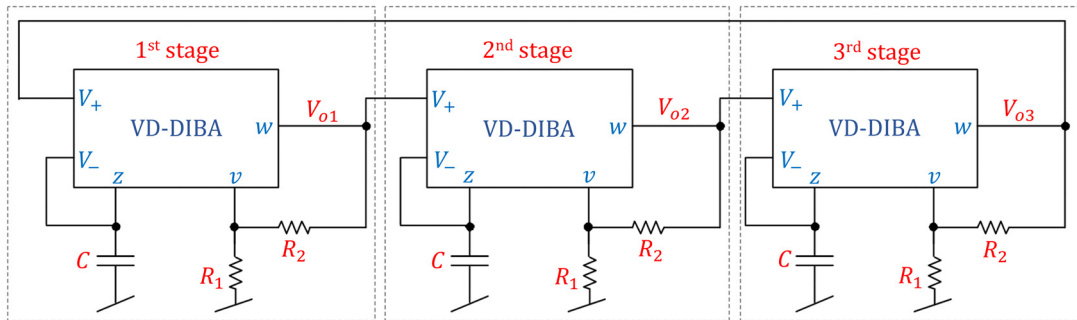 1st stage
V+
V−
VD-DIBA
w
z
v
Vo1
C
R1
R2
2nd stage
V+
V−
VD-DIBA
w
z
v
Vo2
C
R1
R2
3rd stage
V+
V−
VD-DIBA
w
z
v
Vo3
C
R1
R2